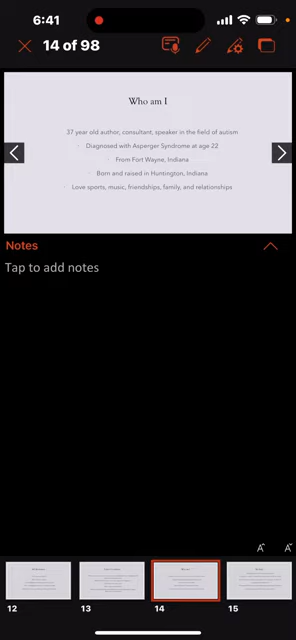 6:41
14 of 98
Who am I
37 year old author, consultant, speaker in the field of autism
Diagnosed with Asperger Syndrome at age 22
From Fort Wayne, Indiana
Born and raised in Huntington, Indiana
Love sports, music, friendships, family, and relationships
Notes
Tap to add notes
A A
12 13 14 15